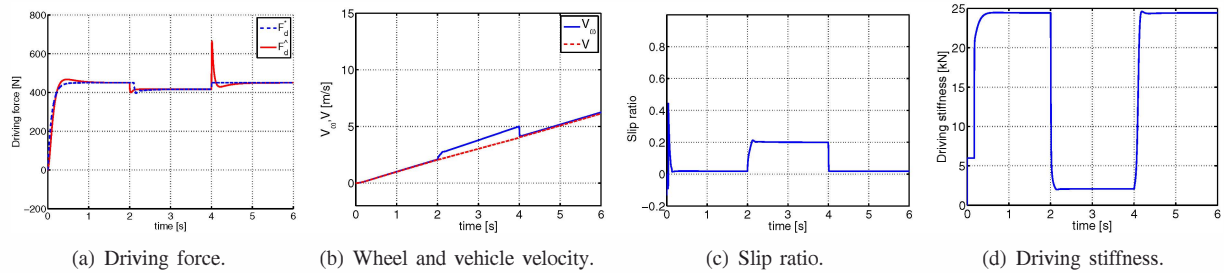 800
600
400
200
0
−200
0 1 2 3 4 5 6
Driving force [N]
time [s]
F_d^*
F_d^^
(a) Driving force.
15
10
5
0
0 1 2 3 4 5 6
V_ω,V [m/s]
time [s]
V_ω
V
(b) Wheel and vehicle velocity.
0.8
0.6
0.4
0.2
0
−0.2
0 1 2 3 4 5 6
Slip ratio
time [s]
(c) Slip ratio.
25
20
15
10
5
0
0 1 2 3 4 5 6
Driving stiffness [kN]
time [s]
(d) Driving stiffness.